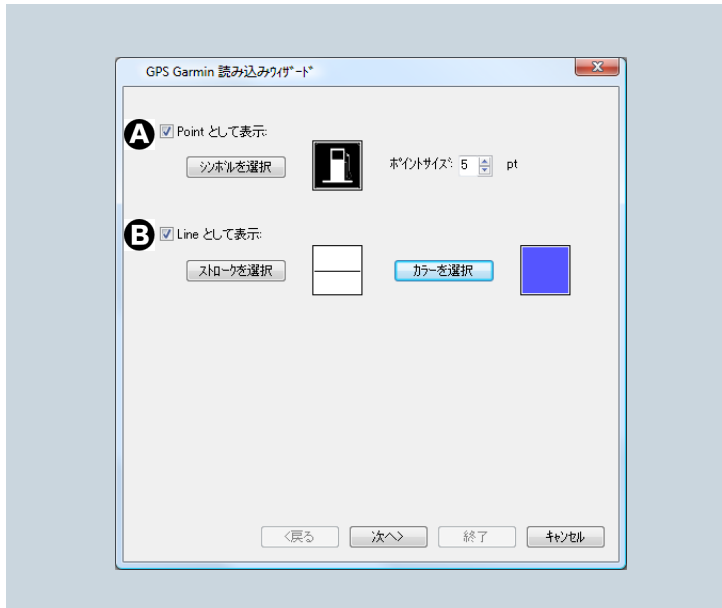 GPS Garmin 読み込みウィザード
A
Point として表示:
シンボルを選択
ポイントサイズ: 5 pt
B
Line として表示:
ストロークを選択
カラーを選択
<戻る 次へ> 終了 キャンセル